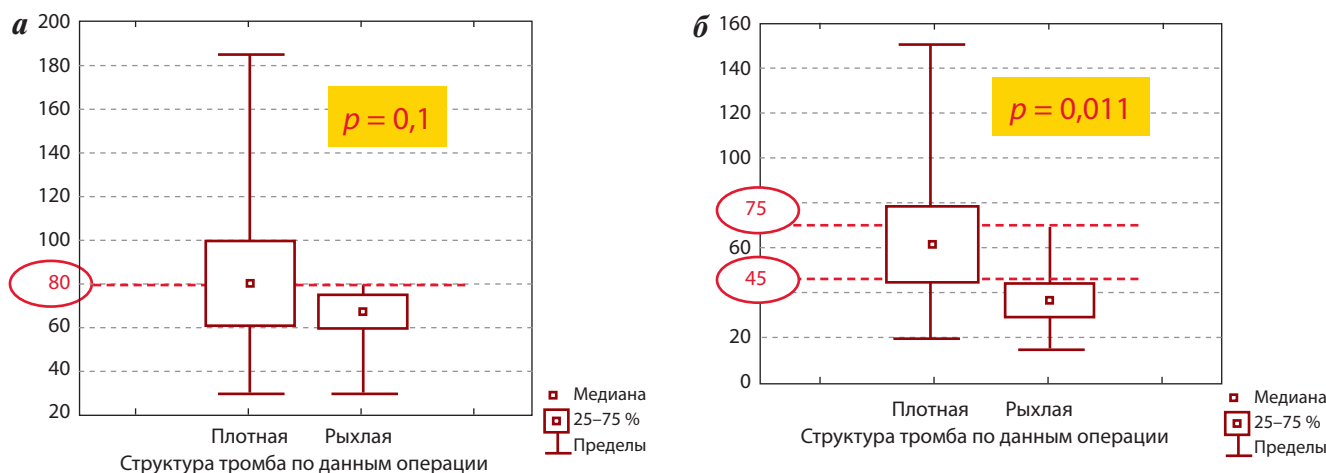 а
200
180
160
140
120
100
80
60
40
20
p = 0,1
Плотная
Рыхлая
Структура тромба по данным операции
Медиана
25–75 %
Пределы
б
160
140
120
100
75
60
45
20
0
p = 0,011
Плотная
Рыхлая
Структура тромба по данным операции
Медиана
25–75 %
Пределы